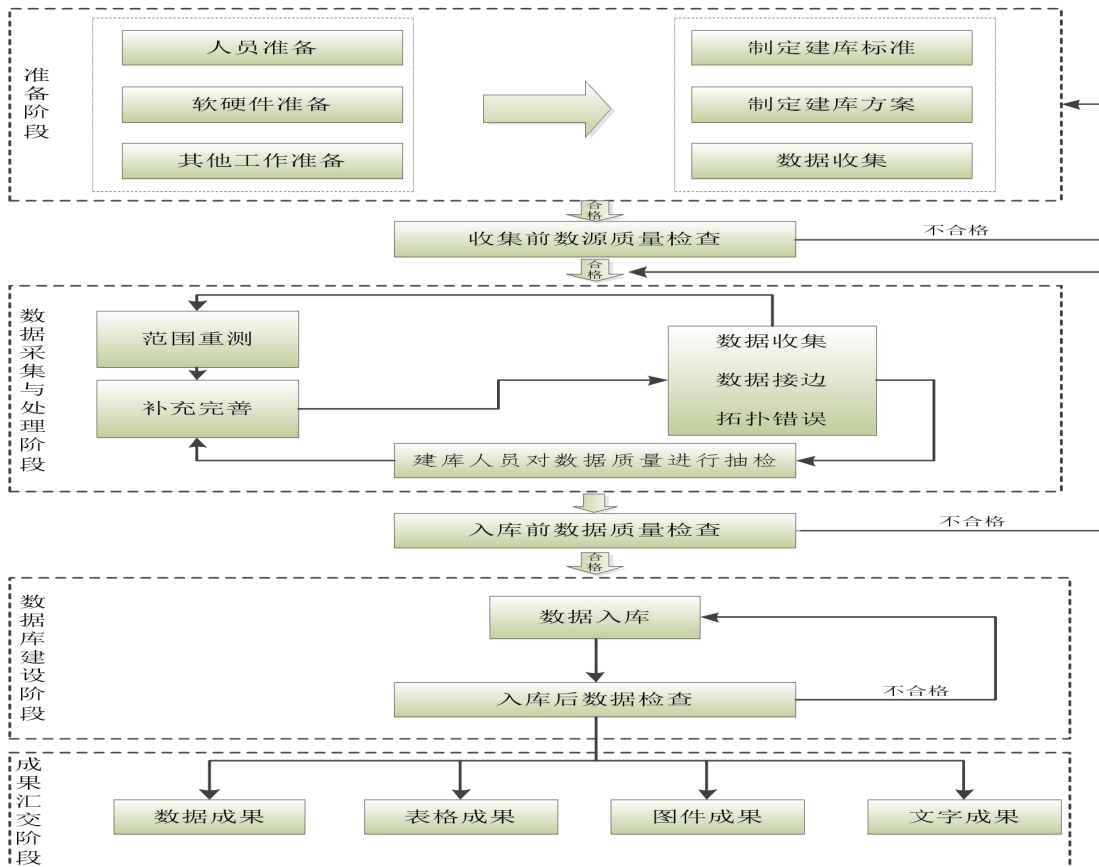 准备阶段
人员准备
软硬件准备
其他工作准备
制定建库标准
制定建库方案
数据收集
合格
收集前数源质量检查
不合格
合格
数据采集与处理阶段
范围重测
补充完善
数据收集
数据接边
拓扑错误
建库人员对数据质量进行抽检
入库前数据质量检查
不合格
合格
数据库建设阶段
数据入库
入库后数据检查
不合格
成果汇交阶段
数据成果
表格成果
图件成果
文字成果